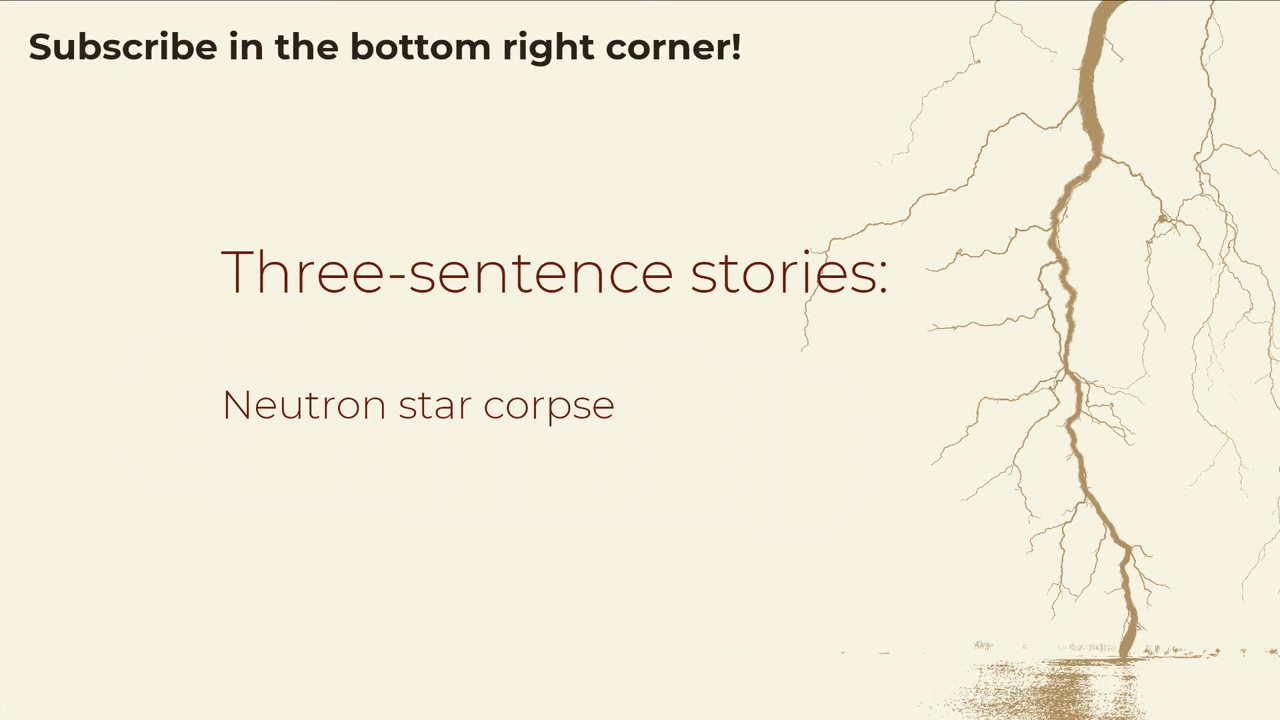 Subscribe in the bottom right corner!
Three-sentence stories:
Neutron star corpse